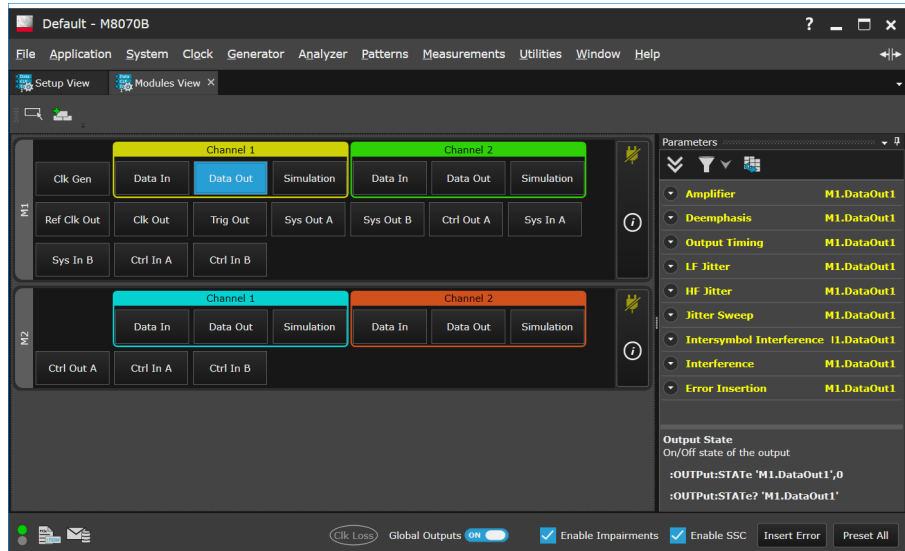 Default - M8070B
?
File Application System Clock Generator Analyzer Patterns Measurements Utilities Window Help
Setup View Modules View
Parameters
M1
Channel 1 Channel 2
Clk Gen Data In Data Out Simulation Data In Data Out Simulation
Ref Clk Out Clk Out Trig Out Sys Out A Sys Out B Ctrl Out A Sys In A
Sys In B Ctrl In A Ctrl In B
M2
Channel 1 Channel 2
Data In Data Out Simulation Data In Data Out Simulation
Ctrl Out A Ctrl In A Ctrl In B
Amplifier M1.DataOut1
Deemphasis M1.DataOut1
Output Timing M1.DataOut1
LF Jitter M1.DataOut1
HF Jitter M1.DataOut1
Jitter Sweep M1.DataOut1
Intersymbol Interference I1.DataOut1
Interference M1.DataOut1
Error Insertion M1.DataOut1
Output State
On/Off state of the output
:OUTPut:STATe 'M1.DataOut1',0
:OUTPut:STATe? 'M1.DataOut1'
Clk Loss Global Outputs ON Enable Impairments Enable SSC Insert Error Preset All